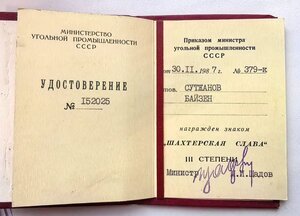 МИНИСТЕРСТВО
УГОЛЬНОЙ ПРОМЫШЛЕННОСТИ
СССР
УДОСТОВЕРЕНИЕ
№ 152025
Приказом министра
угольной промышленности
СССР
от 30.II.1987г. № 379-к
тов. СУТЖАНОВ
БАЙЗЕН
награжден знаком
„ШАХТЕРСКАЯ СЛАВА"
III СТЕПЕНИ
Министр М.Щадов